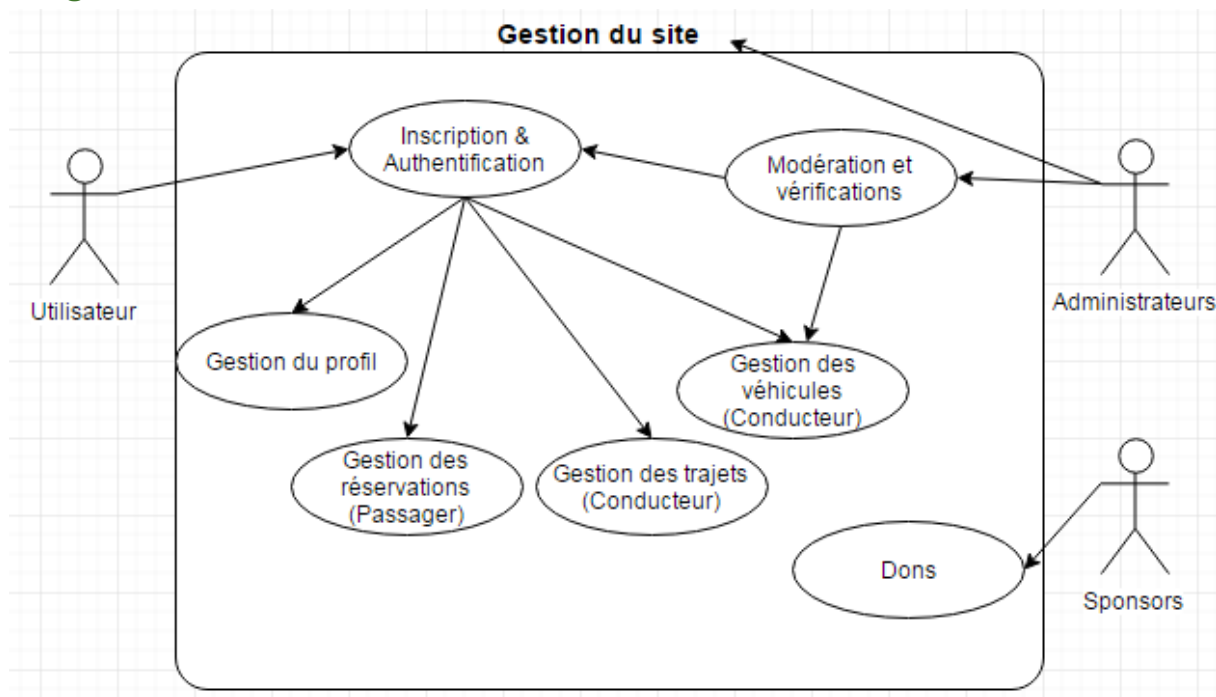 Gestion du site
Inscription &
Authentification
Modération et
vérifications
Utilisateur
Administrateurs
Gestion du profil
Gestion des
véhicules
(Conducteur)
Gestion des
réservations
(Passager)
Gestion des trajets
(Conducteur)
Dons
Sponsors